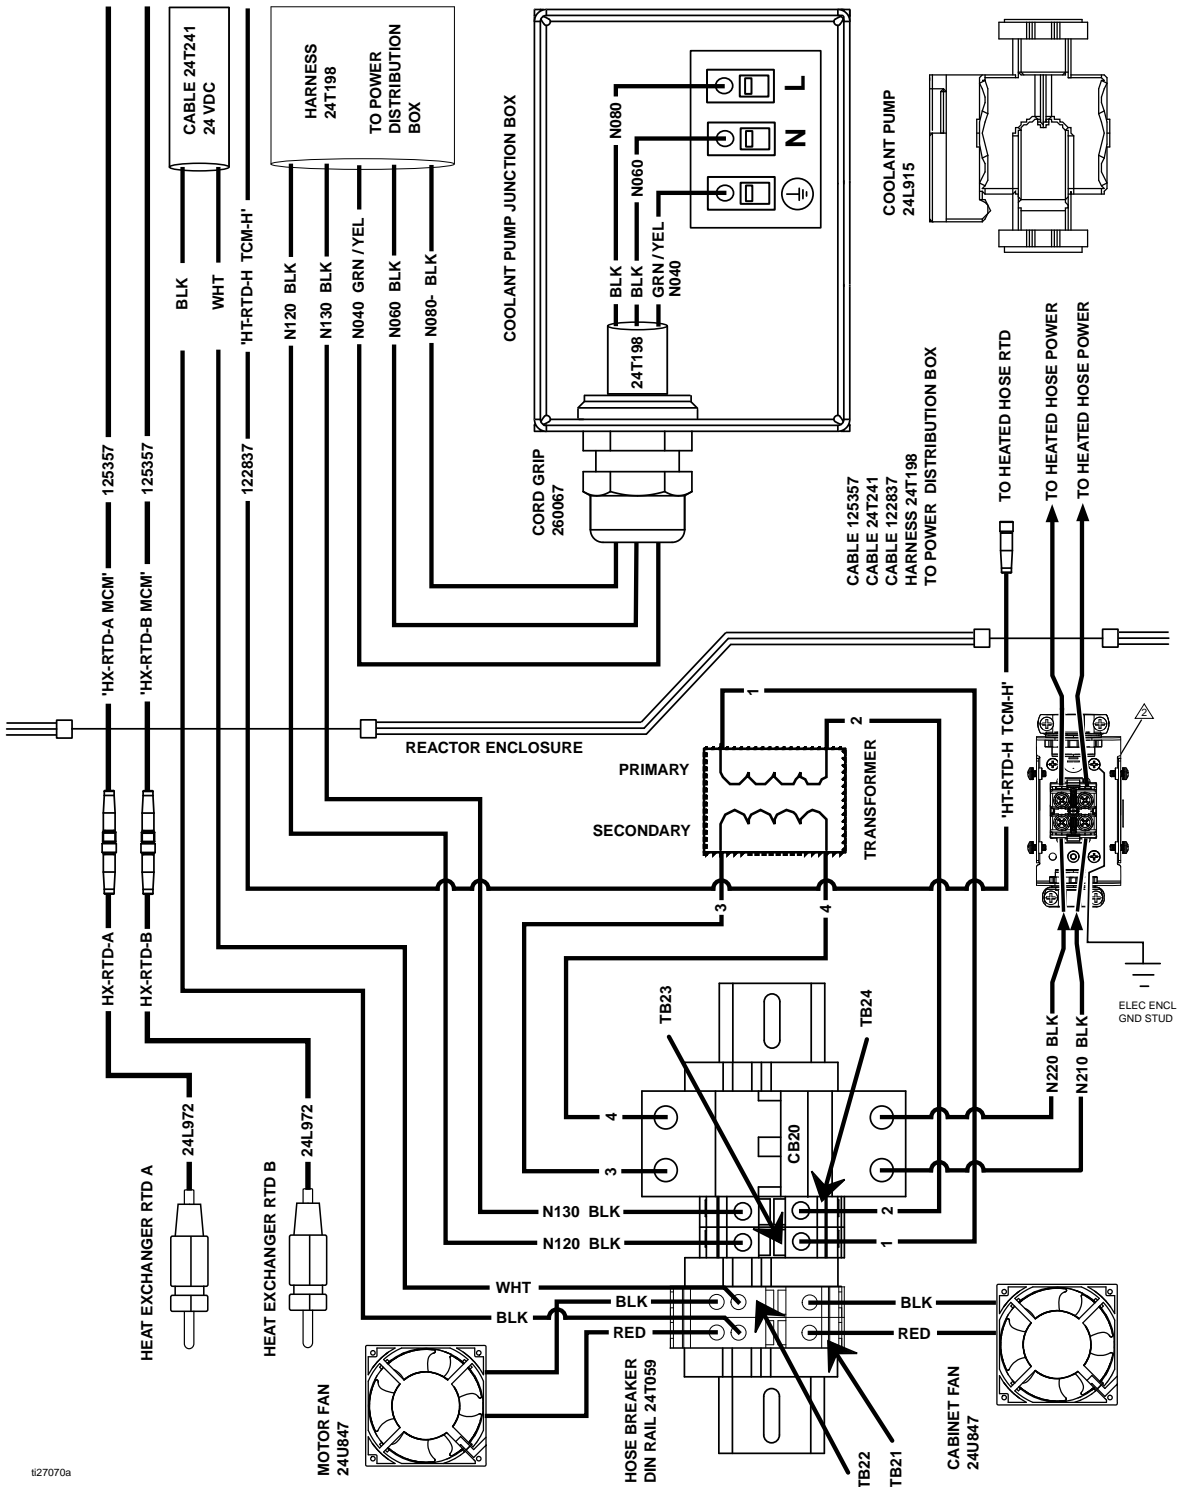 CABLE 24T241
24 VDC
HARNESS
24T198
TO POWER
DISTRIBUTION
BOX
COOLANT PUMP JUNCTION BOX
N080
N060
GRN/YEL
N040
BLK
BLK
L
N
24T198
COOLANT PUMP
24L915
BLK
WHT
'HT-RTD-H TCM-H'
N120 BLK
N130 BLK
N040 GRN/YEL
N060 BLK
N080- BLK
125357
125357
122837
'HX-RTD-A MCM'
'HX-RTD-B MCM'
CORD GRIP
260067
CABLE 125357
CABLE 24T241
CABLE 122837
HARNESS 24T198
TO POWER DISTRIBUTION BOX
TO HEATED HOSE RTD
TO HEATED HOSE POWER
TO HEATED HOSE POWER
REACTOR ENCLOSURE
PRIMARY
SECONDARY
TRANSFORMER
1
2
3
4
'HT-RTD-H TCM-H'
2
HX-RTD-A
HX-RTD-B
ELEC ENCL
GND STUD
N220 BLK
N210 BLK
TB23
TB24
24L972
24L972
HEAT EXCHANGER RTD A
HEAT EXCHANGER RTD B
4
3
CB20
N130 BLK
2
N120 BLK
1
WHT
BLK
BLK
BLK
RED
RED
MOTOR FAN
24U847
HOSE BREAKER
DIN RAIL 24T059
TB22
TB21
CABINET FAN
24U847
ti27070a